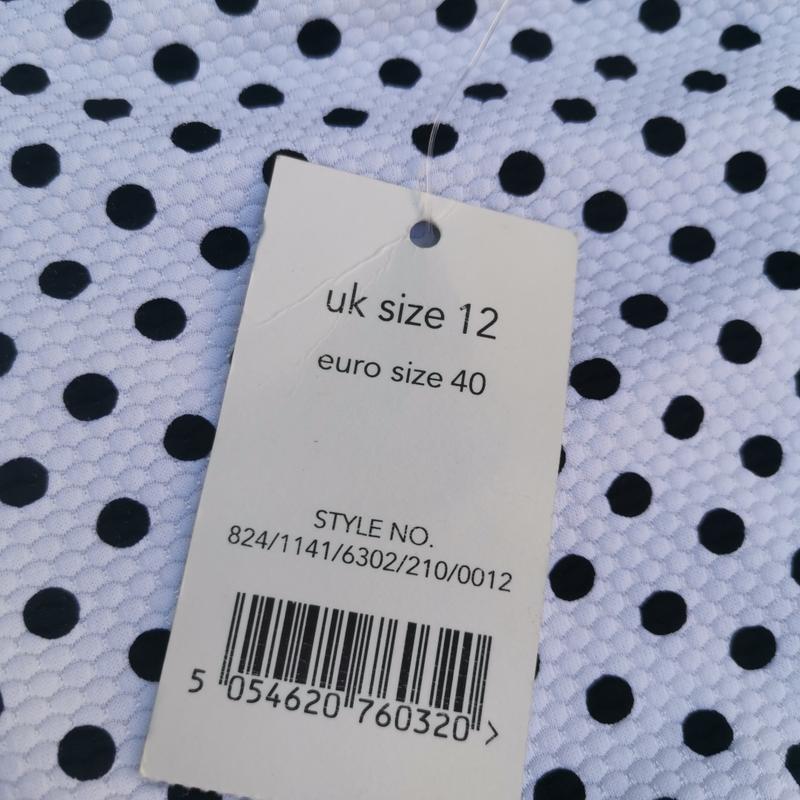 uk size 12
euro size 40
STYLE NO.
824/1141/6302/210/0012
5 054620 760320 >